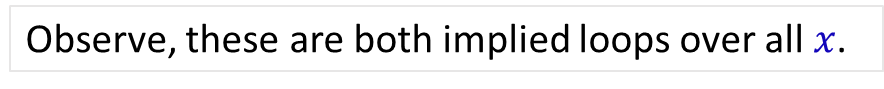 Observe, these are both implied loops over all 𝑥.